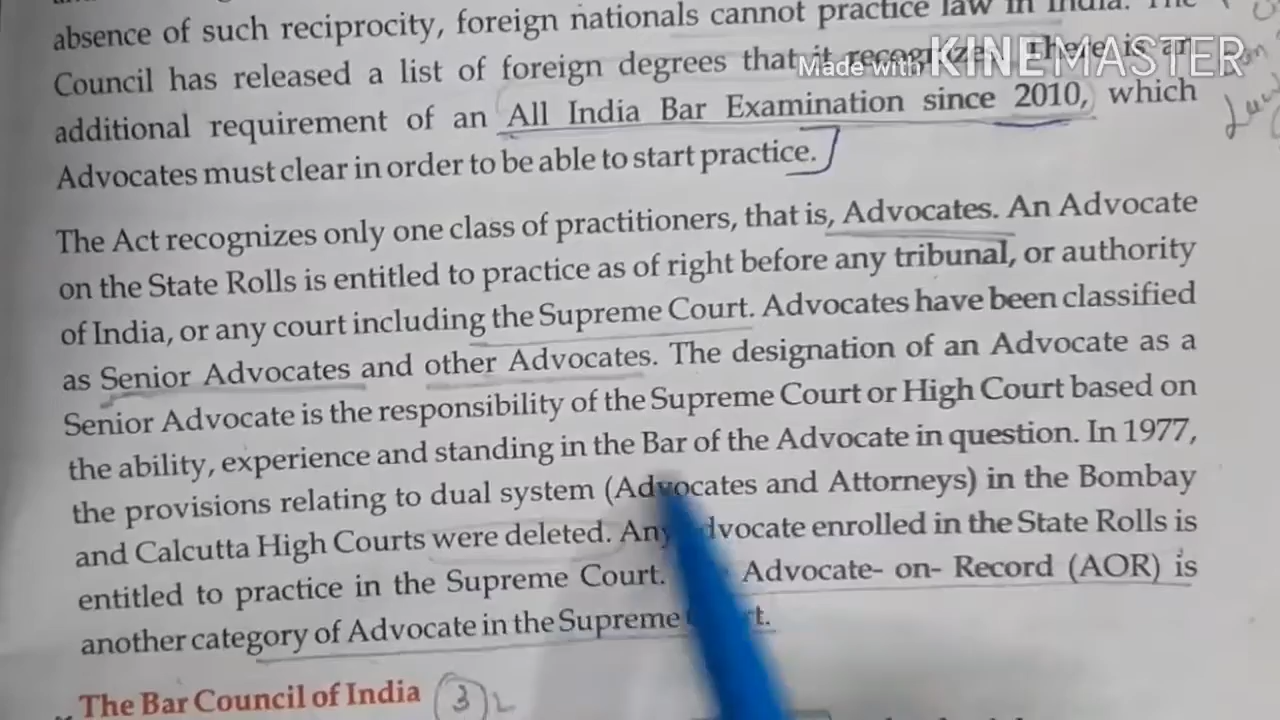 absence of such reciprocity, foreign nationals cannot practice law in India. The
Council has released a list of foreign degrees that it recognizes. There is an
Made with KINEMASTER
additional requirement of an All India Bar Examination since 2010, which
Advocates must clear in order to be able to start practice.
The Act recognizes only one class of practitioners, that is, Advocates. An Advocate
on the State Rolls is entitled to practice as of right before any tribunal, or authority
of India, or any court including the Supreme Court. Advocates have been classified
as Senior Advocates and other Advocates. The designation of an Advocate as a
Senior Advocate is the responsibility of the Supreme Court or High Court based on
the ability, experience and standing in the Bar of the Advocate in question. In 1977,
the provisions relating to dual system (Advocates and Attorneys) in the Bombay
and Calcutta High Courts were deleted. Any Advocate enrolled in the State Rolls is
entitled to practice in the Supreme Court. Advocate- on- Record (AOR) is
another category of Advocate in the Supreme Court.
The Bar Council of India 3